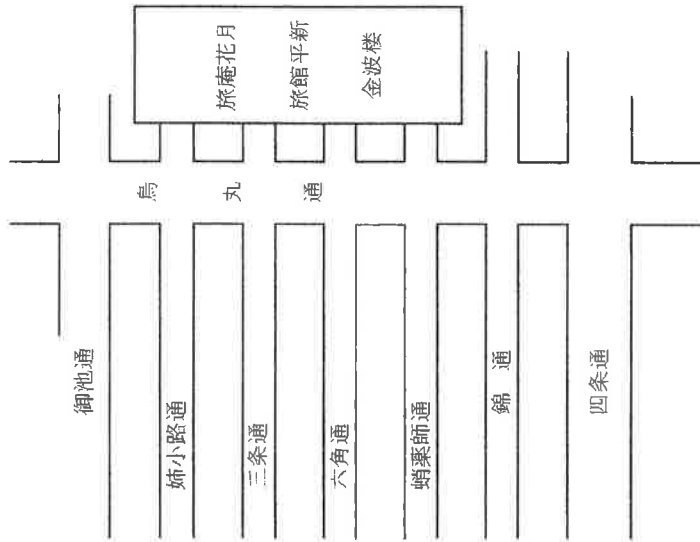 旅庵花月
旅館平新
金波楼
烏丸通
御池通
姉小路通
三条通
六角通
蛸薬師通
錦通
四条通